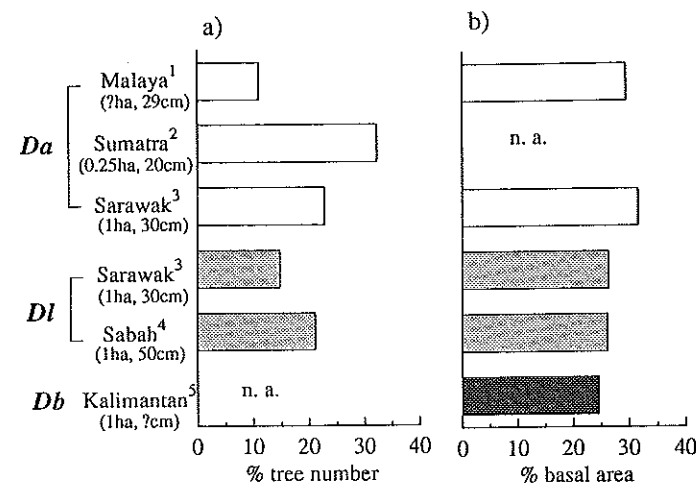 a)
b)
Malaya¹
(?ha, 29cm)
Da
Sumatra²
(0.25ha, 20cm)
n. a.
Sarawak³
(1ha, 30cm)
Sarawak³
(1ha, 30cm)
Dl
Sabah⁴
(1ha, 50cm)
n. a.
Db
Kalimantan⁵
(1ha, ?cm)
0 10 20 30 40
0 10 20 30 40
% tree number
% basal area